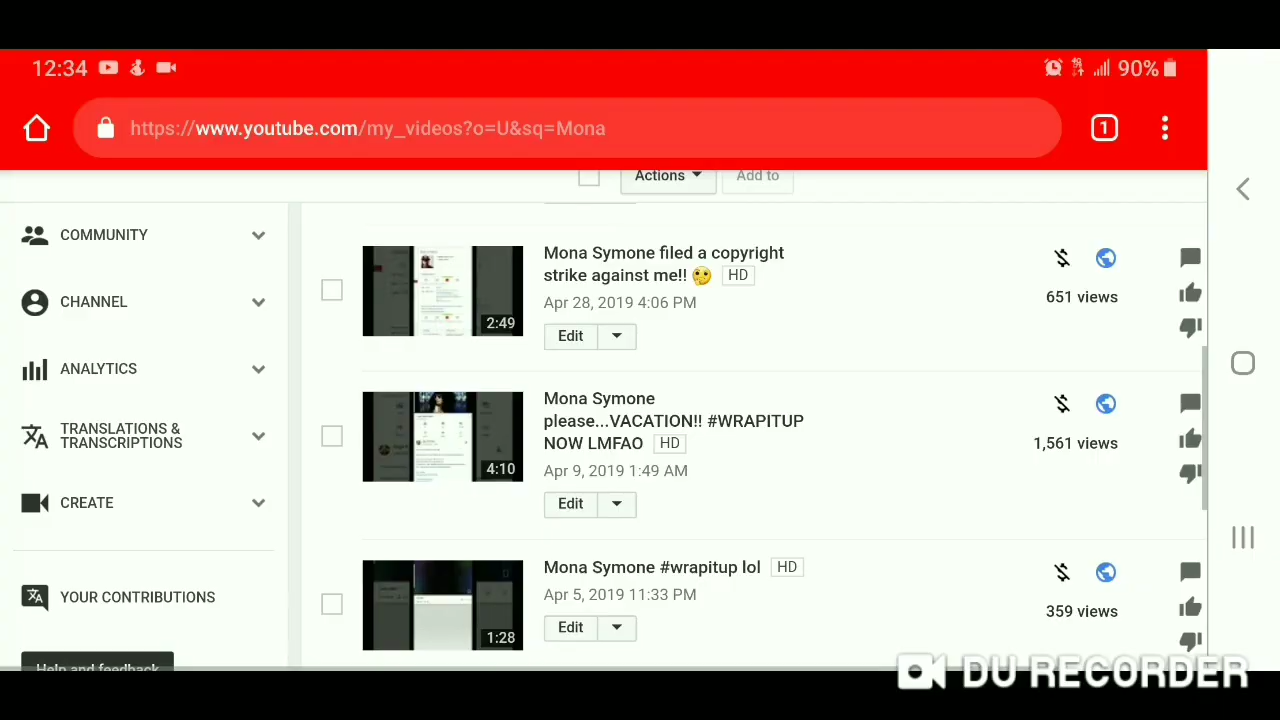 12:34
90%
https://www.youtube.com/my_videos?o=U&sq=Mona
1
Actions
Add to
COMMUNITY
CHANNEL
ANALYTICS
TRANSLATIONS &
TRANSCRIPTIONS
CREATE
YOUR CONTRIBUTIONS
Help and feedback
Mona Symone filed a copyright
strike against me!! 🤔 HD
Apr 28, 2019 4:06 PM
2:49
Edit
651 views
Mona Symone
please...VACATION!! #WRAPITUP
NOW LMFAO HD
Apr 9, 2019 1:49 AM
4:10
Edit
1,561 views
Mona Symone #wrapitup lol HD
Apr 5, 2019 11:33 PM
1:28
Edit
359 views
DU RECORDER